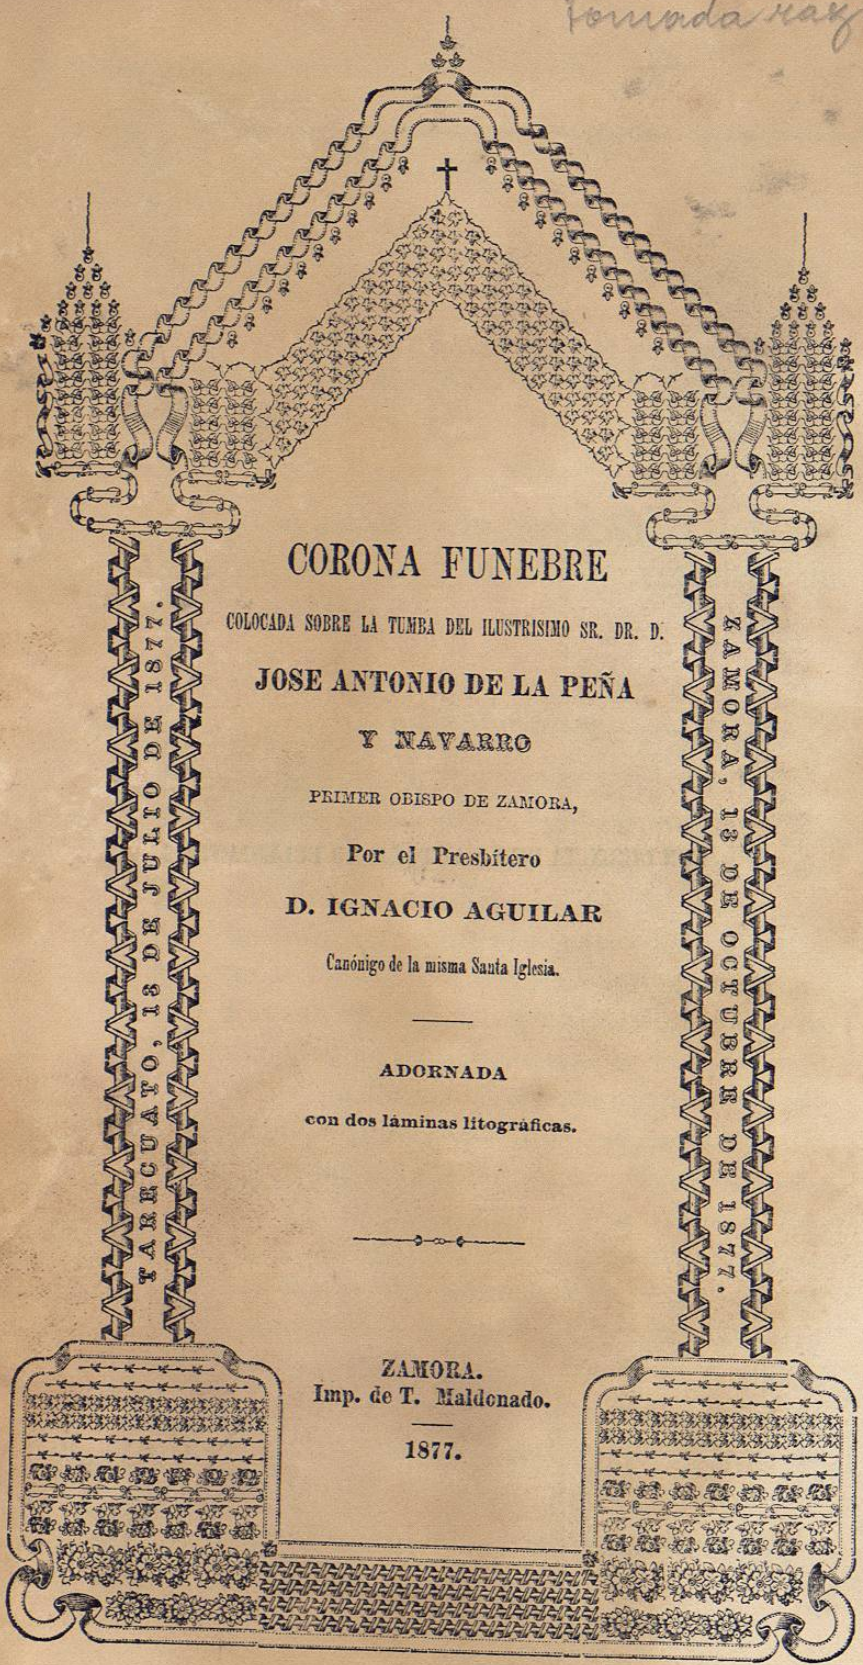 tomada raz
CORONA FUNEBRE
COLOCADA SOBRE LA TUMBA DEL ILUSTRISIMO SR. DR. D.
JOSE ANTONIO DE LA PEÑA
Y NAVARRO
PRIMER OBISPO DE ZAMORA,
Por el Presbítero
D. IGNACIO AGUILAR
Canónigo de la misma Santa Iglesia.
ADORNADA
con dos láminas litográficas.
ZAMORA.
Imp. de T. Maldonado.
1877.
TARECUATO, 13 DE JULIO DE 1877.
ZAMORA, 13 DE OCTUBRE DE 1877.